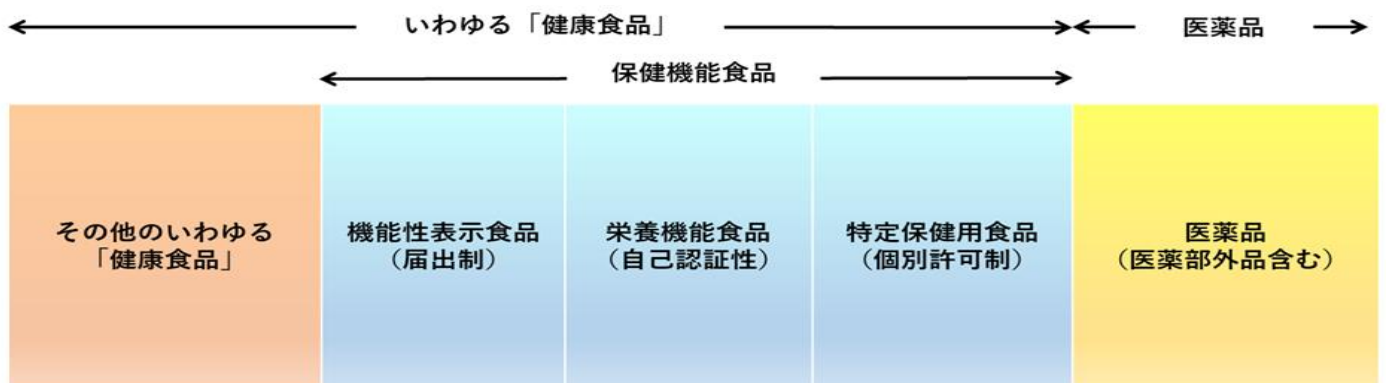 いわゆる「健康食品」
医薬品
保健機能食品
その他のいわゆる
「健康食品」
機能性表示食品
（届出制）
栄養機能食品
（自己認証性）
特定保健用食品
（個別許可制）
医薬品
（医薬部外品含む）